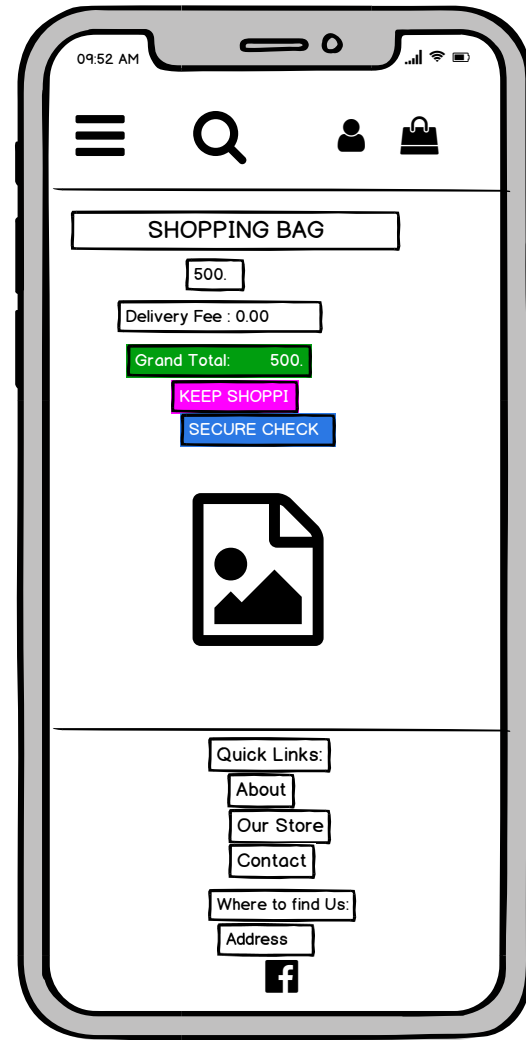 09:52 AM
SHOPPING BAG
500.
Delivery Fee : 0.00
Grand Total: 500.
KEEP SHOPPI
SECURE CHECK
Quick Links:
About
Our Store
Contact
Where to find Us:
Address